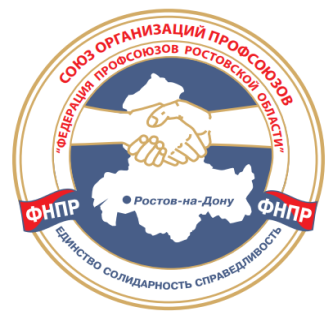 СОЮЗ ОРГАНИЗАЦИЙ ПРОФСОЮЗОВ
"ФЕДЕРАЦИЯ ПРОФСОЮЗОВ РОСТОВСКОЙ ОБЛАСТИ"
Ростов-на-Дону
ФНПР
ФНПР
ЕДИНСТВО СОЛИДАРНОСТЬ СПРАВЕДЛИВОСТЬ